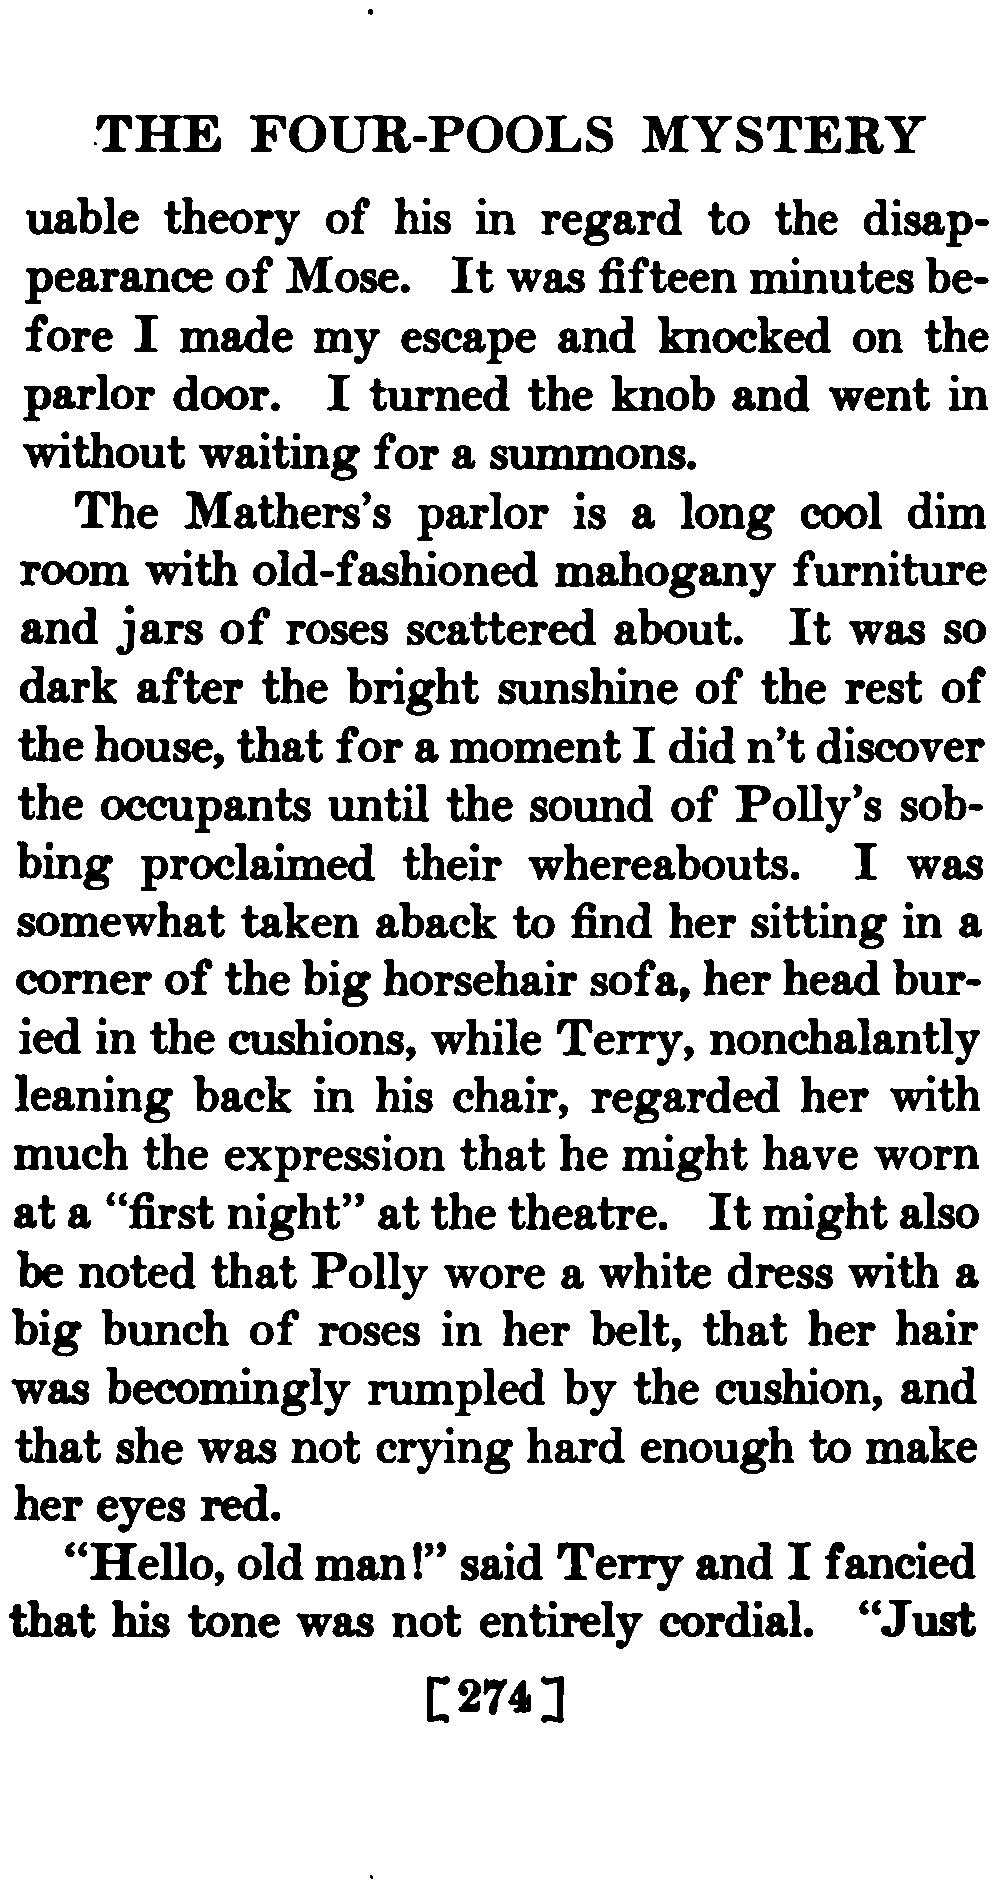 THE FOUR-POOLS MYSTERY
uable theory of his in regard to the disap-
pearance of Mose. It was fifteen minutes be-
fore I made my escape and knocked on the
parlor door. I turned the knob and went in
without waiting for a summons.
The Mathers's parlor is a long cool dim
room with old-fashioned mahogany furniture
and jars of roses scattered about. It was so
dark after the bright sunshine of the rest of
the house, that for a moment I did n't discover
the occupants until the sound of Polly's sob-
bing proclaimed their whereabouts. I was
somewhat taken aback to find her sitting in a
corner of the big horsehair sofa, her head bur-
ied in the cushions, while Terry, nonchalantly
leaning back in his chair, regarded her with
much the expression that he might have worn
at a “first night” at the theatre. It might also
be noted that Polly wore a white dress with a
big bunch of roses in her belt, that her hair
was becomingly rumpled by the cushion, and
that she was not crying hard enough to make
her eyes red.
“Hello, old man!” said Terry and I fancied
that his tone was not entirely cordial. “Just
[274]